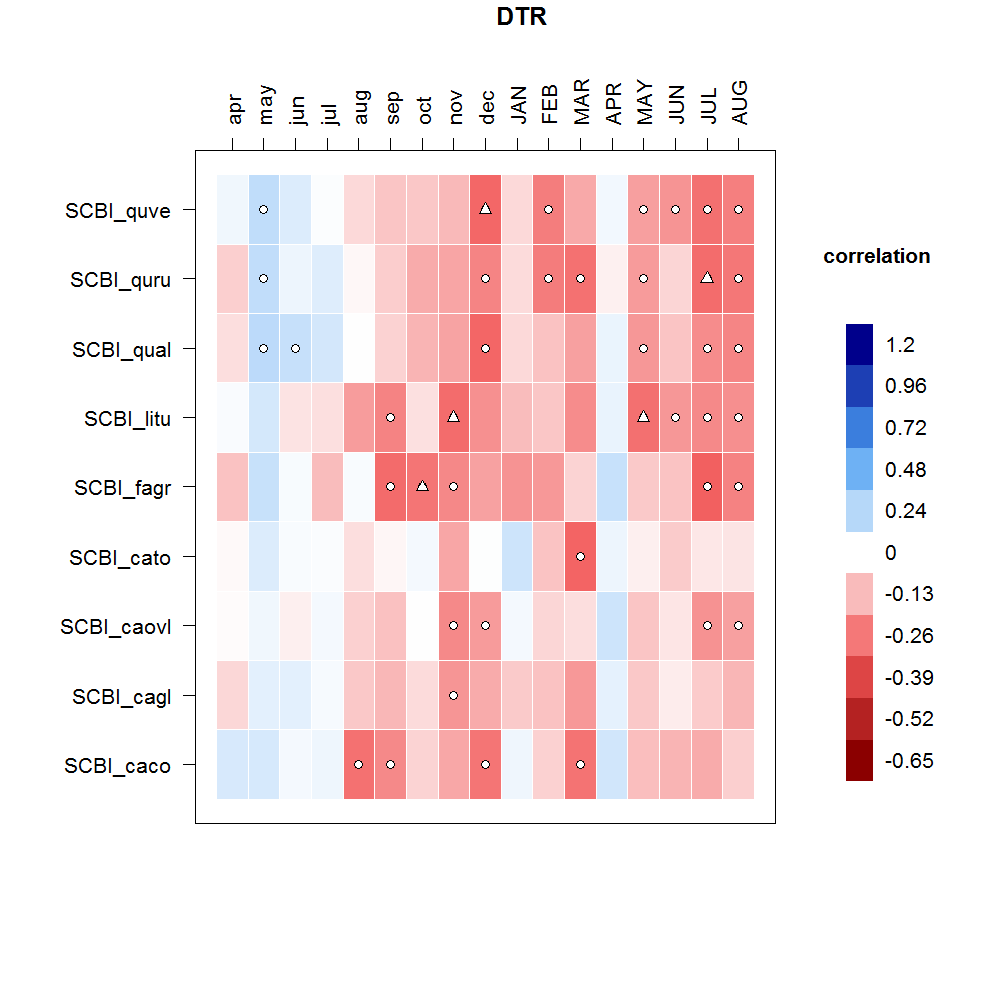 DTR
apr may jun jul aug sep oct nov dec JAN FEB MAR APR MAY JUN JUL AUG
SCBI_quve
SCBI_quru
SCBI_qual
SCBI_litu
SCBI_fagr
SCBI_cato
SCBI_caovl
SCBI_cagl
SCBI_caco
correlation
1.2
0.96
0.72
0.48
0.24
0
-0.13
-0.26
-0.39
-0.52
-0.65